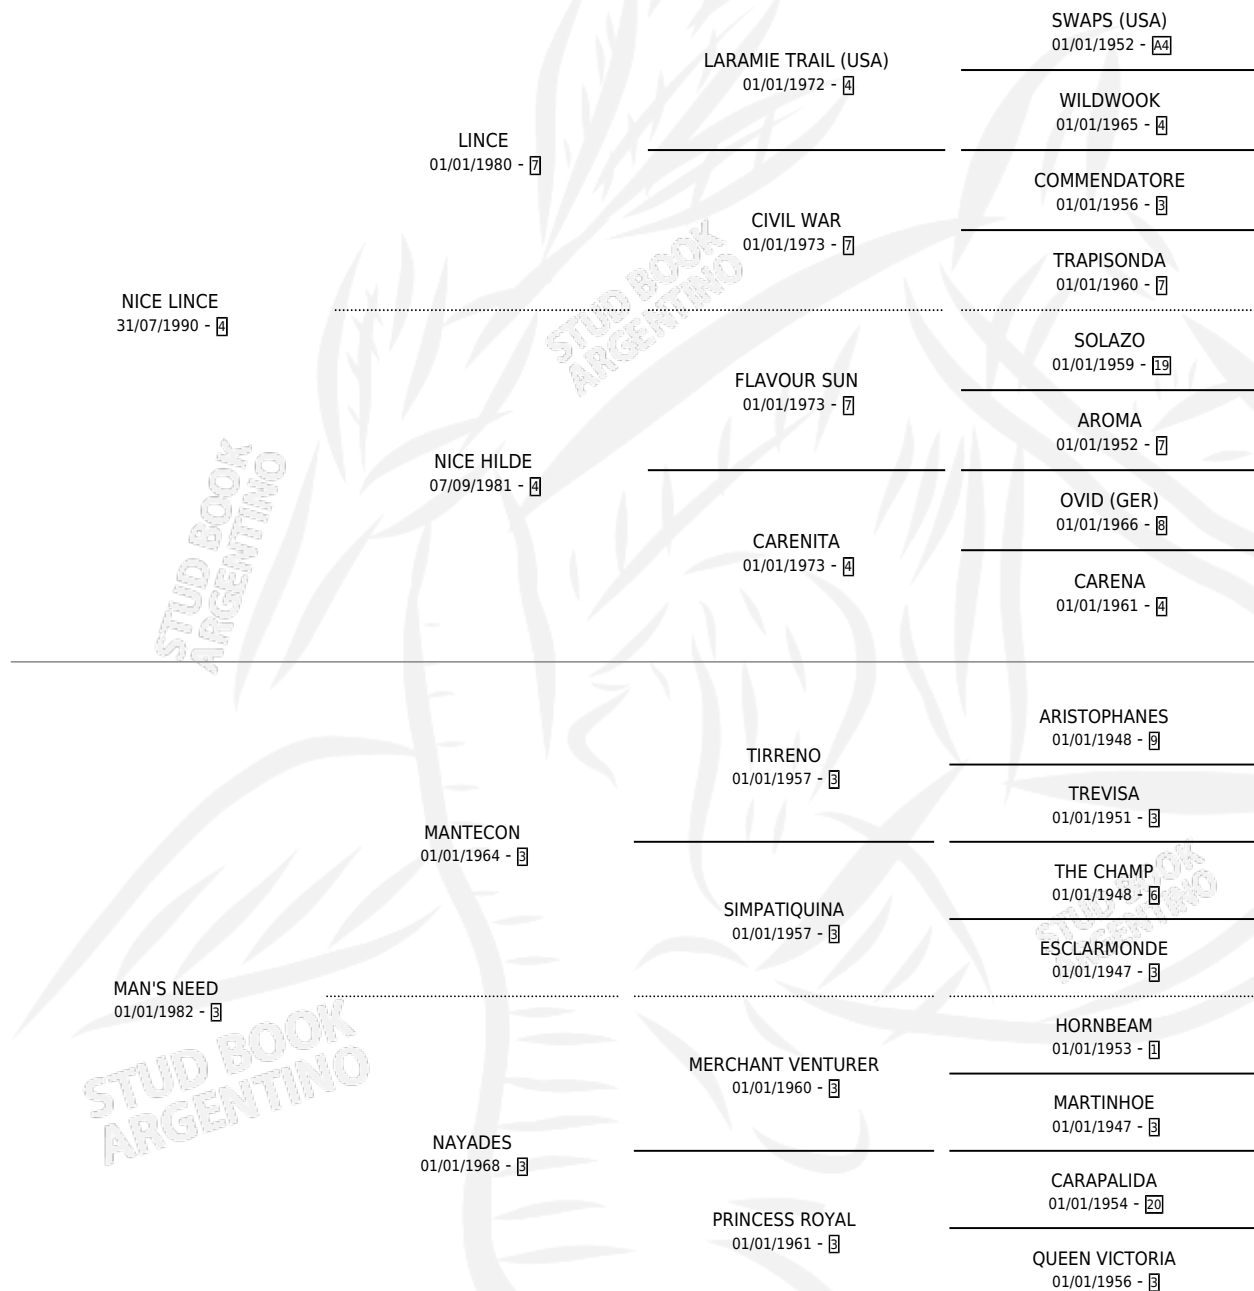 SWAPS (USA)
01/01/1952 - A4
LARAMIE TRAIL (USA)
01/01/1972 - 4
WILDWOOK
01/01/1965 - 4
LINCE
01/01/1980 - 7
COMMENDATORE
01/01/1956 - 3
CIVIL WAR
01/01/1973 - 7
TRAPISONDA
01/01/1960 - 7
NICE LINCE
31/07/1990 - 4
SOLAZO
01/01/1959 - 19
FLAVOUR SUN
01/01/1973 - 7
AROMA
01/01/1952 - 7
NICE HILDE
07/09/1981 - 4
OVID (GER)
01/01/1966 - 8
CARENITA
01/01/1973 - 4
CARENA
01/01/1961 - 4
STUD BOOK
ARGENTINO
STUD BOOK
ARGENTINO
ARISTOPHANES
01/01/1948 - 9
TIRRENO
01/01/1957 - 3
TREVISA
01/01/1951 - 3
MANTECON
01/01/1964 - 3
THE CHAMP
01/01/1948 - 6
SIMPATIQUINA
01/01/1957 - 3
ESCLARMONDE
01/01/1947 - 3
MAN'S NEED
01/01/1982 - 3
HORNBEAM
01/01/1953 - 1
MERCHANT VENTURER
01/01/1960 - 3
MARTINHOE
01/01/1947 - 3
NAYADES
01/01/1968 - 3
CARAPALIDA
01/01/1954 - 20
PRINCESS ROYAL
01/01/1961 - 3
QUEEN VICTORIA
01/01/1956 - 3
STUD BOOK
ARGENTINO
STUD BOOK
ARGENTINO